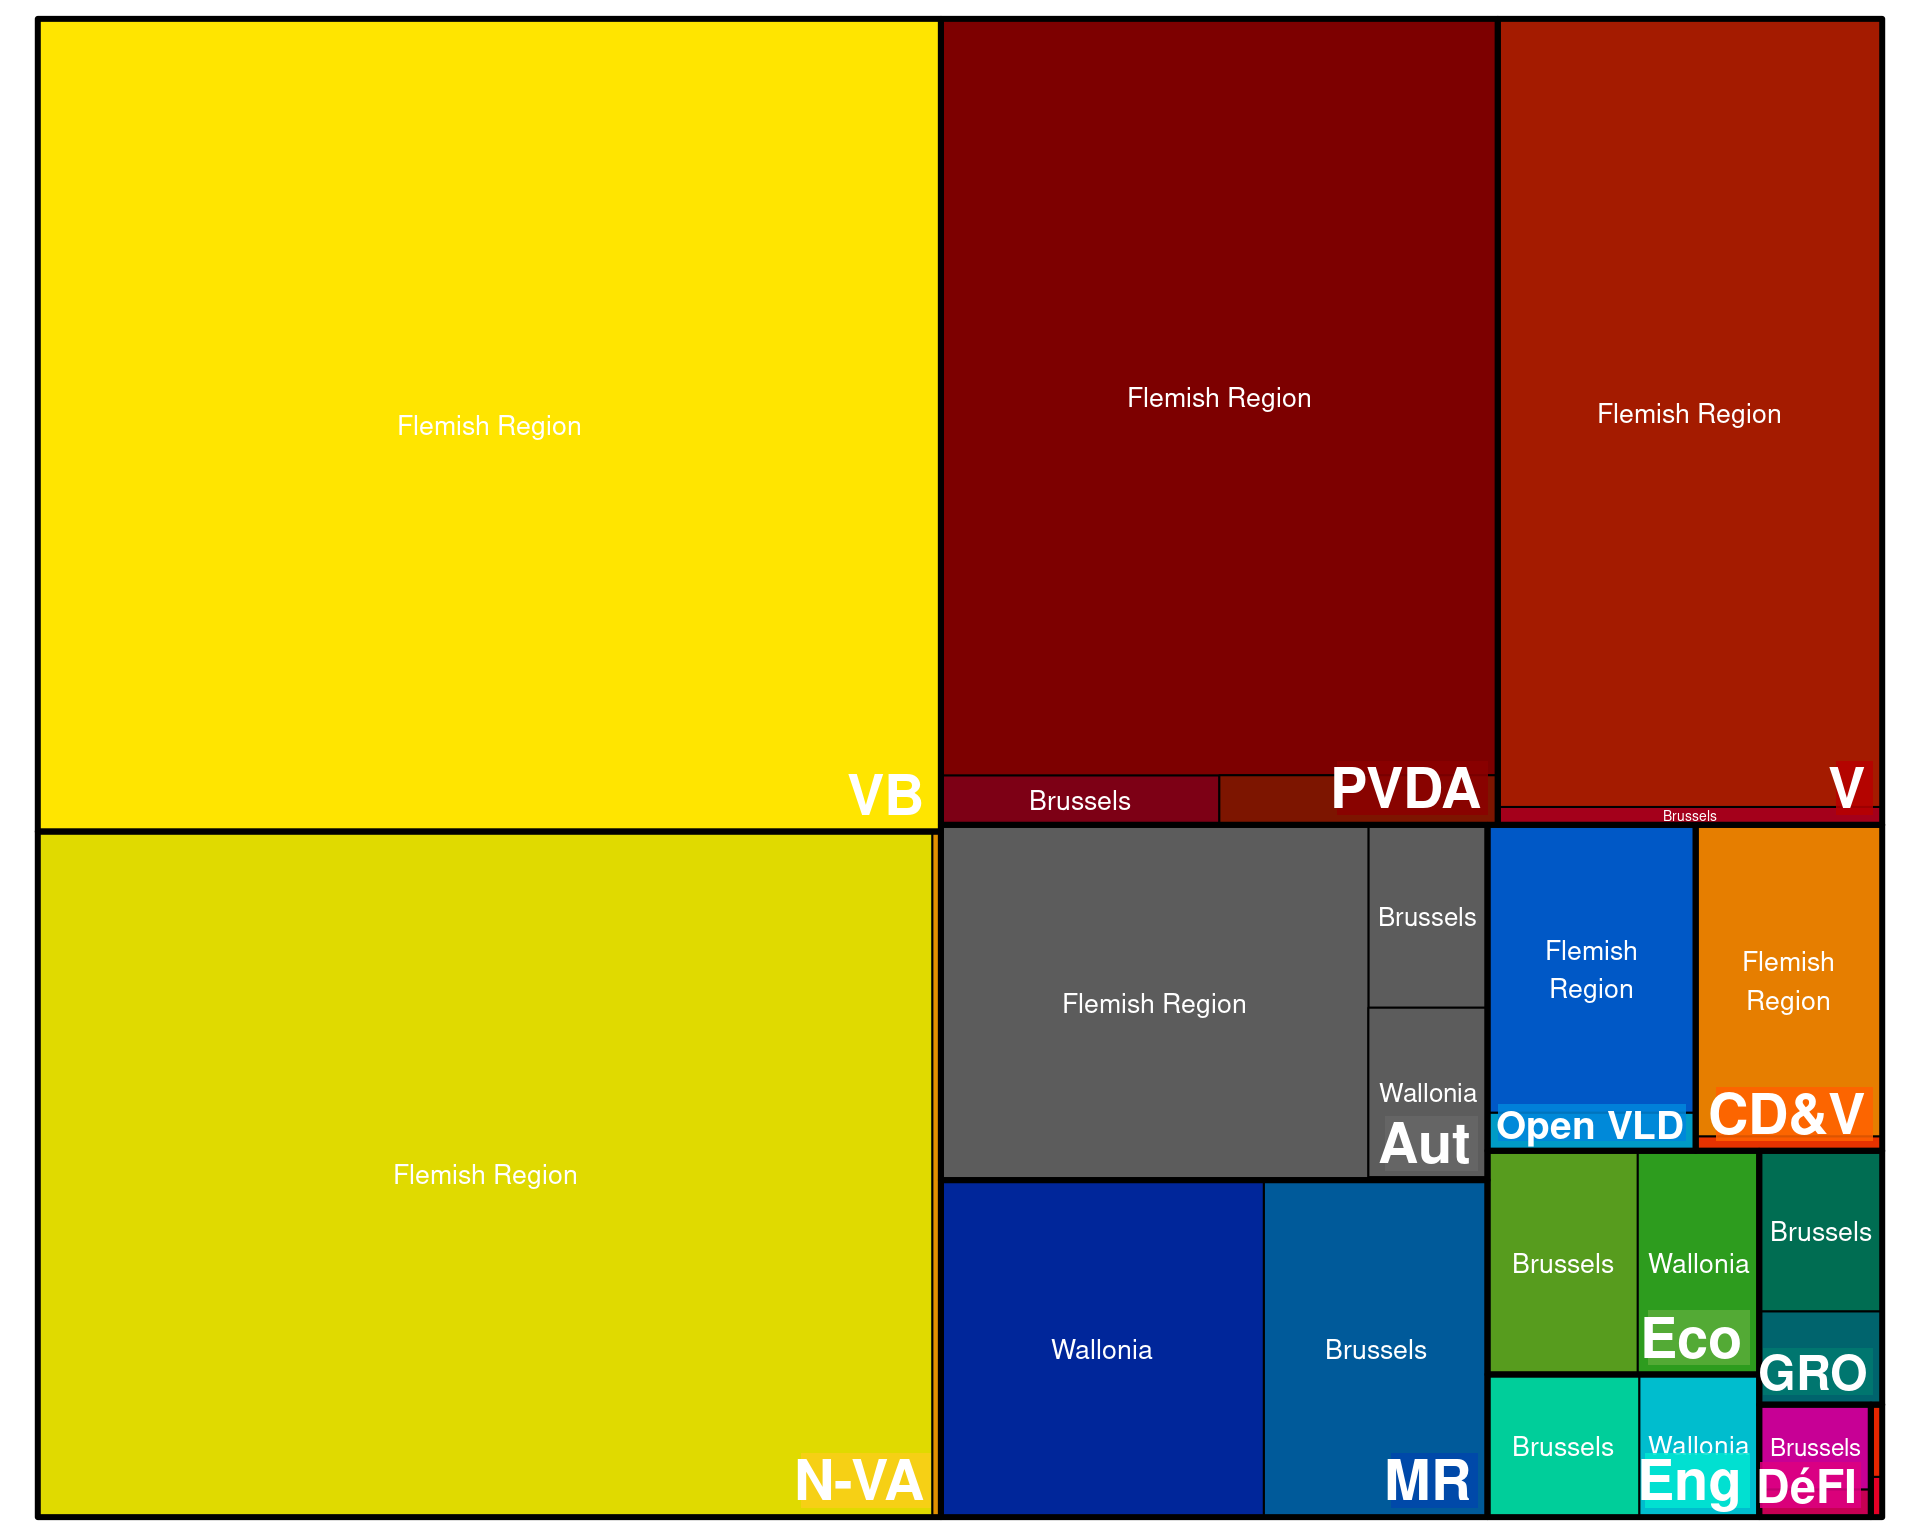 Flemish Region
VB
Flemish Region
N-VA
Flemish Region
Brussels
PVDA
Flemish Region
Brussels
V
Flemish Region
Brussels
Wallonia
Aut
Wallonia
Brussels
MR
Flemish
Region
Open VLD
Flemish
Region
CD&V
Brussels
Wallonia
Eco
Brussels
GRO
Brussels
Wallonia
Eng
Brussels
DéFI